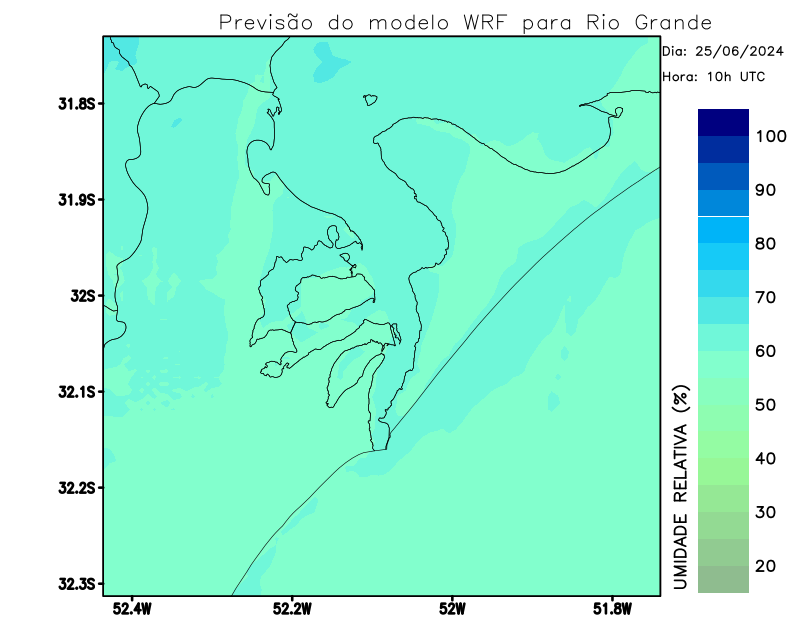 Previsão do modelo WRF para Rio Grande
Dia: 25/06/2024
Hora: 10h UTC
31.8S
31.9S
32S
32.1S
32.2S
32.3S
52.4W
52.2W
52W
51.8W
100
90
80
70
60
50
40
30
20
UMIDADE RELATIVA (%)